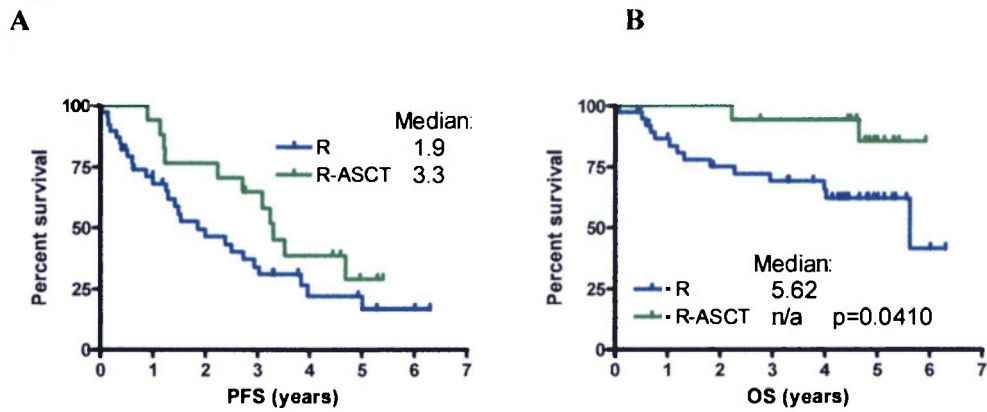 A
100
75
50
25
0
Percent survival
Median:
R 1.9
R-ASCT 3.3
0 1 2 3 4 5 6 7
PFS (years)
B
100
75
50
25
0
Percent survival
Median:
R 5.62
R-ASCT n/a p=0.0410
0 1 2 3 4 5 6 7
OS (years)